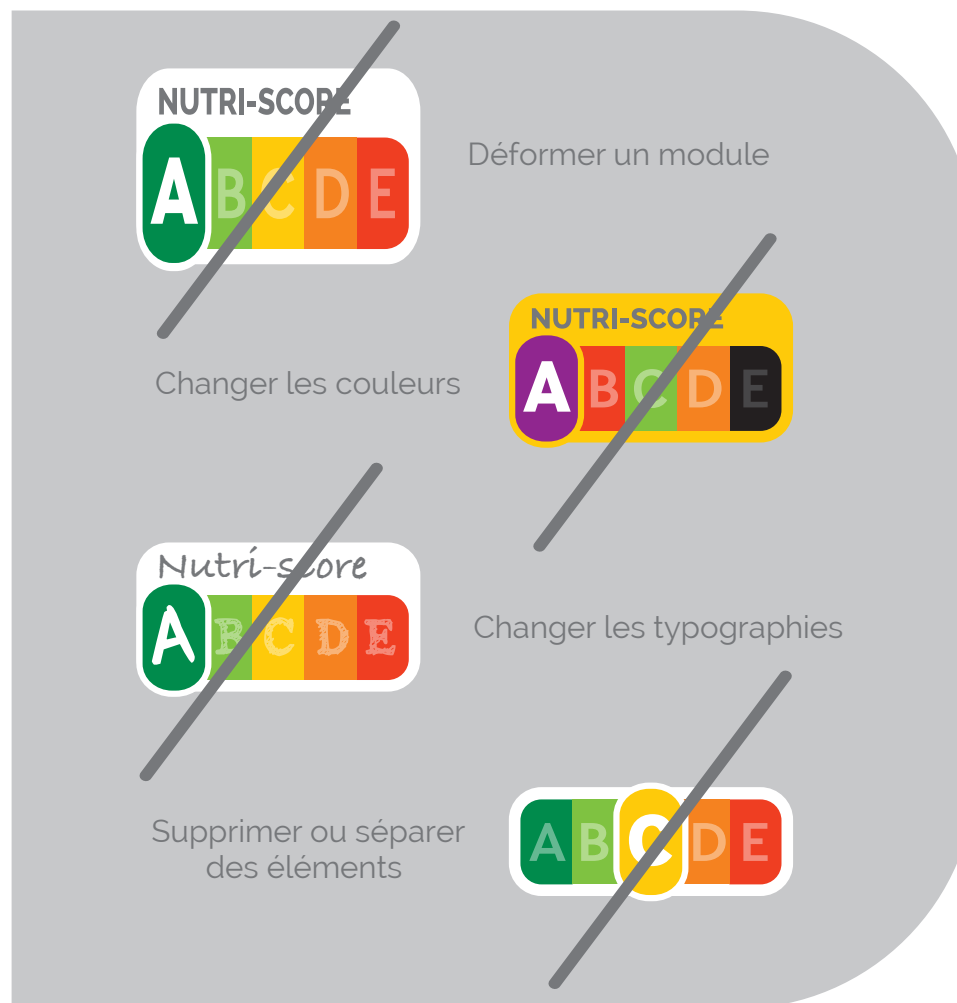 NUTRI-SCORE
A B C D E
Déformer un module
NUTRI-SCORE
A B C D E
Changer les couleurs
Nutri-score
A B C D E
Changer les typographies
Supprimer ou séparer
des éléments
A B C D E